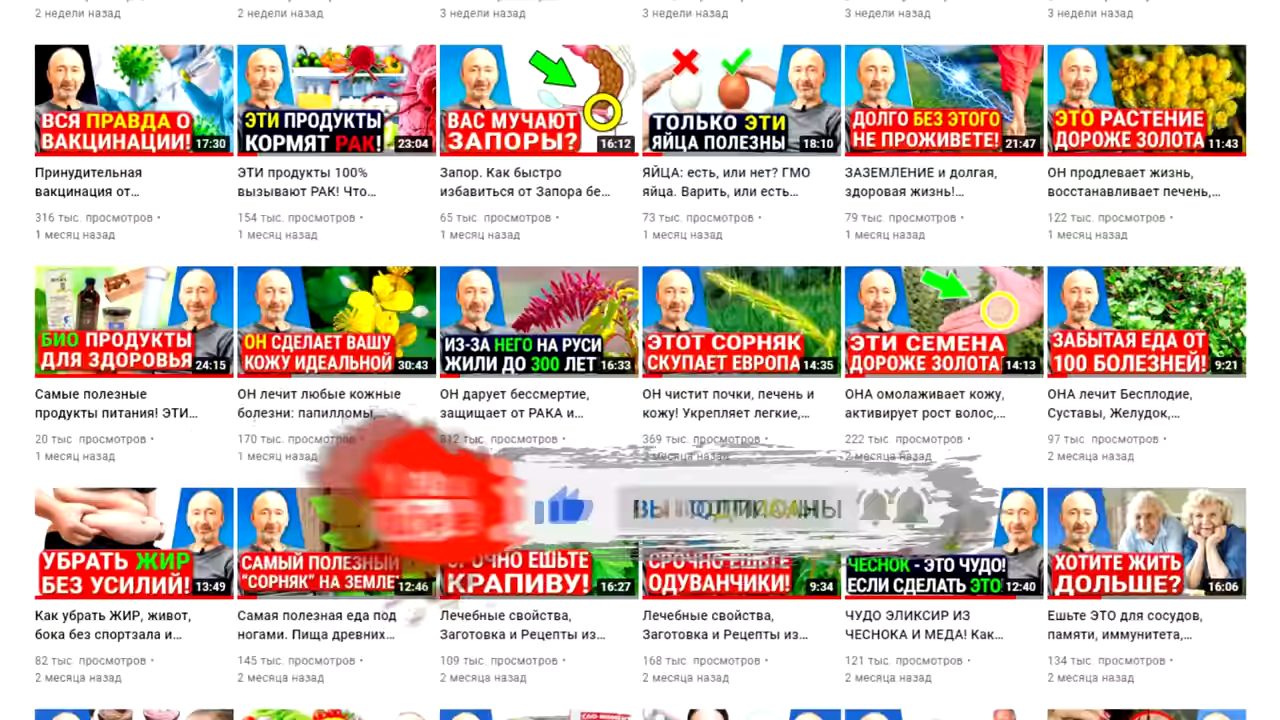 2 недели назад
2 недели назад
3 недели назад
3 недели назад
3 недели назад
3 недели назад
ВСЯ ПРАВДА О
ВАКЦИНАЦИИ!
17:30
Принудительная
вакцинация от...
316 тыс. просмотров •
1 месяц назад
ЭТИ ПРОДУКТЫ
КОРМЯТ РАК!
23:04
ЭТИ продукты 100%
вызывают РАК! Что...
154 тыс. просмотров •
1 месяц назад
ВАС МУЧАЮТ
ЗАПОРЫ?
16:12
Запор. Как быстро
избавиться от Запора бе...
65 тыс. просмотров •
1 месяц назад
ТОЛЬКО ЭТИ
ЯЙЦА ПОЛЕЗНЫ
18:10
ЯЙЦА: есть, или нет? ГМО
яйца. Варить, или есть...
73 тыс. просмотров •
1 месяц назад
ДОЛГО БЕЗ ЭТОГО
НЕ ПРОЖИВЕТЕ!
21:47
ЗАЗЕМЛЕНИЕ и долгая,
здоровая жизнь!...
79 тыс. просмотров •
1 месяц назад
ЭТО РАСТЕНИЕ
ДОРОЖЕ ЗОЛОТА
11:43
ОН продлевает жизнь,
восстанавливает печень,...
122 тыс. просмотров •
1 месяц назад
БИО ПРОДУКТЫ
ДЛЯ ЗДОРОВЬЯ
24:15
Самые полезные
продукты питания! ЭТИ...
20 тыс. просмотров •
1 месяц назад
ОН СДЕЛАЕТ ВАШУ
КОЖУ ИДЕАЛЬНОЙ
30:43
ОН лечит любые кожные
болезни: папилломы,
170 тыс. просмотров •
1 месяц назад
ИЗ-ЗА НЕГО НА РУСИ
ЖИЛИ ДО 300 ЛЕТ
16:33
ОН дарует бессмертие,
защищает от РАКА и...
812 тыс. просмотров •
ЭТОТ СОРНЯК
СКУПАЕТ ЕВРОПА
14:35
ОН чистит почки, печень и
кожу! Укрепляет легкие,...
369 тыс. просмотров •
2 месяца назад
ЭТИ СЕМЕНА
ДОРОЖЕ ЗОЛОТА
14:13
ОНА омолаживает кожу,
активирует рост волос,...
222 тыс. просмотров •
2 месяца назад
ЗАБЫТАЯ ЕДА ОТ
100 БОЛЕЗНЕЙ!
9:21
ОНА лечит Бесплодие,
Суставы, Желудок,...
97 тыс. просмотров •
2 месяца назад
УБРАТЬ ЖИР
БЕЗ УСИЛИЙ!
13:49
Как убрать ЖИР, живот,
бока без спортзала и...
82 тыс. просмотров •
2 месяца назад
САМЫЙ ПОЛЕЗНЫЙ
"СОРНЯК" НА ЗЕМЛЕ
12:46
Самая полезная еда под
ногами. Пища древних...
145 тыс. просмотров •
2 месяца назад
СРОЧНО ЕШЬТЕ
КРАПИВУ!
16:27
Лечебные свойства,
Заготовка и Рецепты из...
109 тыс. просмотров •
2 месяца назад
СРОЧНО ЕШЬТЕ
ОДУВАНЧИКИ!
9:34
Лечебные свойства,
Заготовка и Рецепты из...
168 тыс. просмотров •
2 месяца назад
ЧЕСНОК - ЭТО ЧУДО!
ЕСЛИ СДЕЛАТЬ ЭТО
12:40
ЧУДО ЭЛИКСИР ИЗ
ЧЕСНОКА И МЕДА! Как...
121 тыс. просмотров •
2 месяца назад
ХОТИТЕ ЖИТЬ
ДОЛЬШЕ?
16:06
Ешьте ЭТО для сосудов,
памяти, иммунитета,...
134 тыс. просмотров •
2 месяца назад